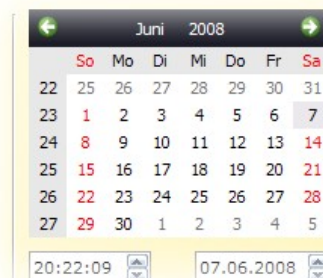 Juni 2008
So Mo Di Mi Do Fr Sa
22 25 26 27 28 29 30 31
23 1 2 3 4 5 6 7
24 8 9 10 11 12 13 14
25 15 16 17 18 19 20 21
26 22 23 24 25 26 27 28
27 29 30 1 2 3 4 5
20:22:09 07.06.2008